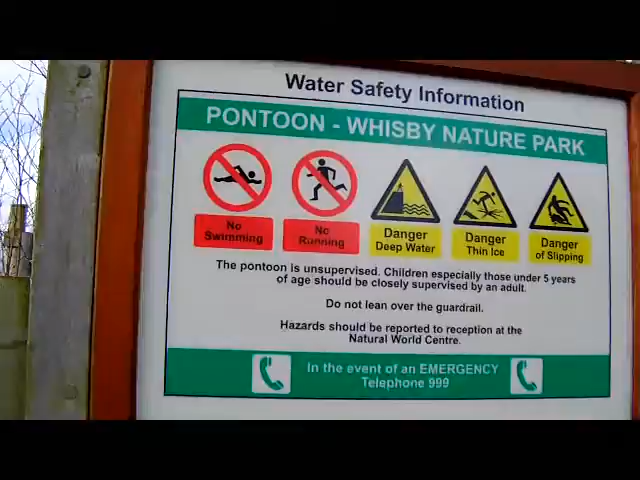 Water Safety Information
PONTOON - WHISBY NATURE PARK
No
Swimming
No
Running
Danger
Deep Water
Danger
Thin Ice
Danger
of Slipping
The pontoon is unsupervised. Children especially those under 5 years
of age should be closely supervised by an adult.
Do not lean over the guardrail.
Hazards should be reported to reception at the
Natural World Centre.
In the event of an EMERGENCY
Telephone 999